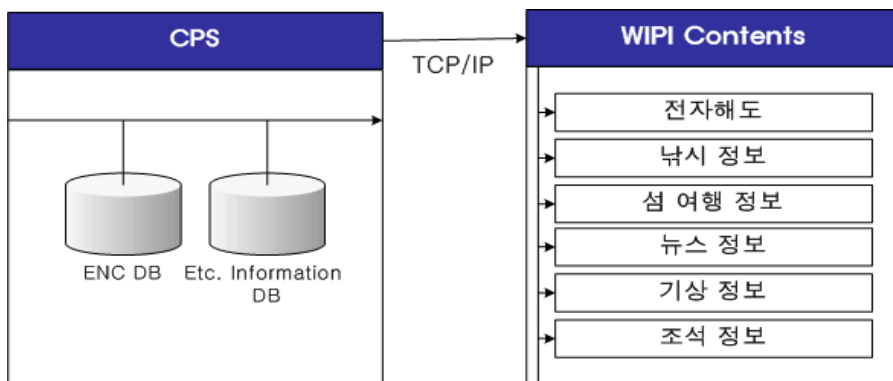 CPS
TCP/IP
WIPI Contents
ENC DB
Etc. Information
DB
전자해도
낚시 정보
섬 여행 정보
뉴스 정보
기상 정보
조석 정보